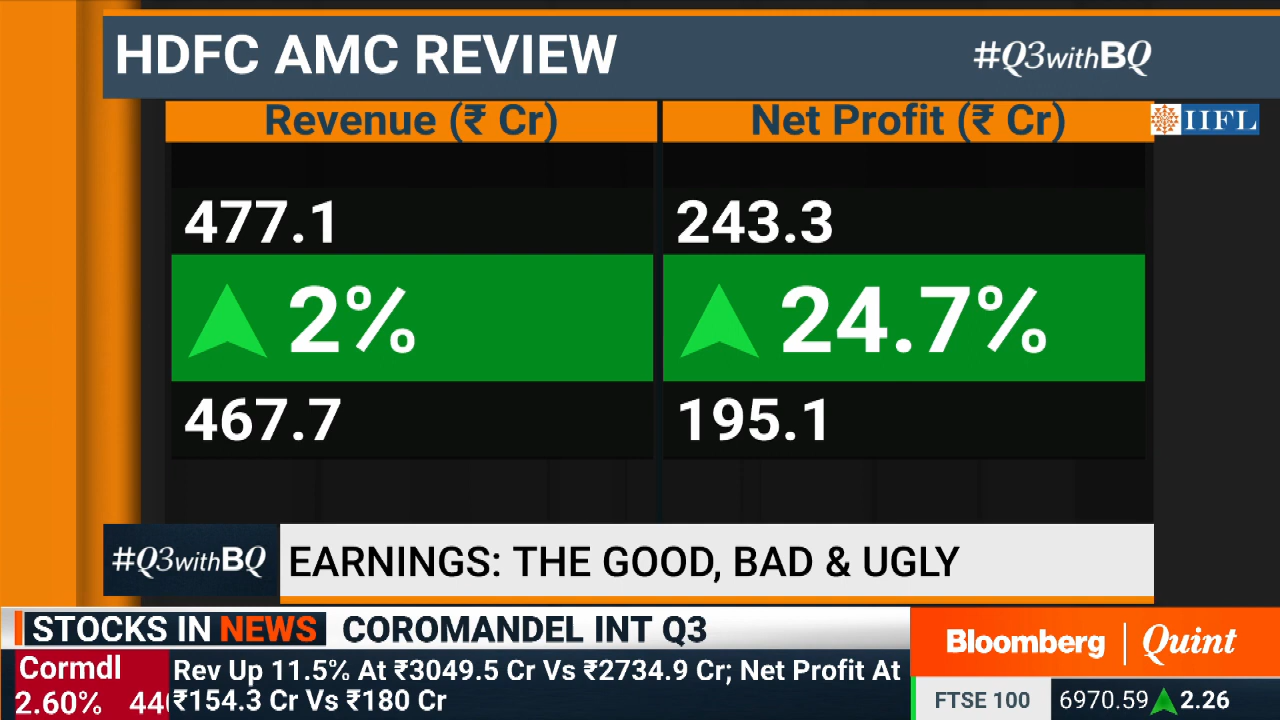 HDFC AMC REVIEW
#Q3withBQ
Revenue (₹ Cr)
Net Profit (₹ Cr)
IIFL
477.1
243.3
2%
24.7%
467.7
195.1
#Q3withBQ
EARNINGS: THE GOOD, BAD & UGLY
STOCKS IN NEWS
COROMANDEL INT Q3
Bloomberg | Quint
Cormdl
2.60%
Rev Up 11.5% At ₹3049.5 Cr Vs ₹2734.9 Cr; Net Profit At
₹154.3 Cr Vs ₹180 Cr
FTSE 100
6970.59
2.26